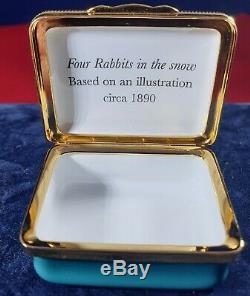 Four Rabbits in the snow
Based on an illustration
circa 1890